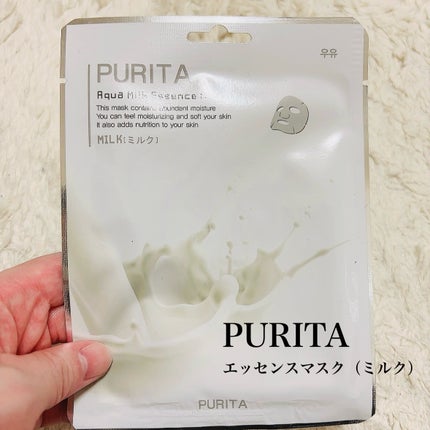 우유
PURITA
Aqua Milk Essence
This mask contains abundant moisture
You can feel moisturizing and soft your skin
It also adds nutrition to your skin
MILK(ミルク)
PURITA
エッセンスマスク（ミルク）
PURITA